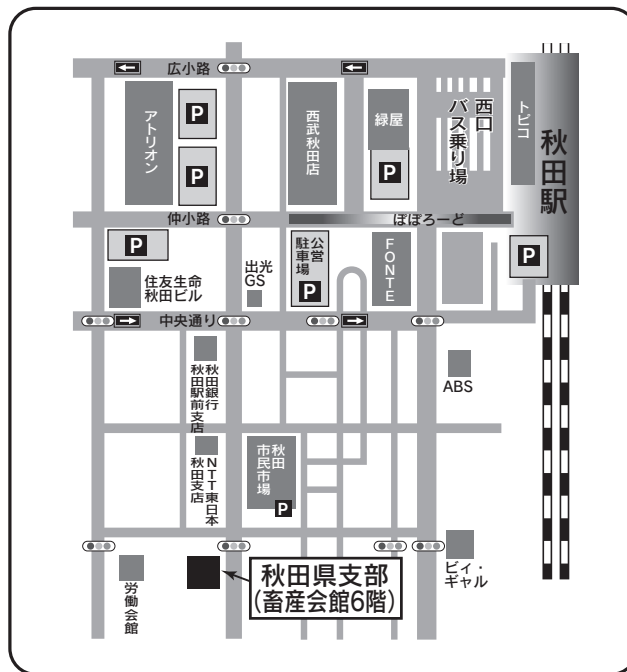 広小路
アトリオン
P
P
西武秋田店
緑屋
P
西口
バス乗り場
トピコ
秋田駅
仲小路
ぽぽろーど
P
住友生命
秋田ビル
出光
GS
公営
駐車場
P
FONTE
P
中央通り
秋田銀行
秋田駅前支店
ABS
NTT東日本
秋田支店
秋田
市民市場
P
労働会館
秋田県支部
(畜産会館6階)
ビィ・
ギャル